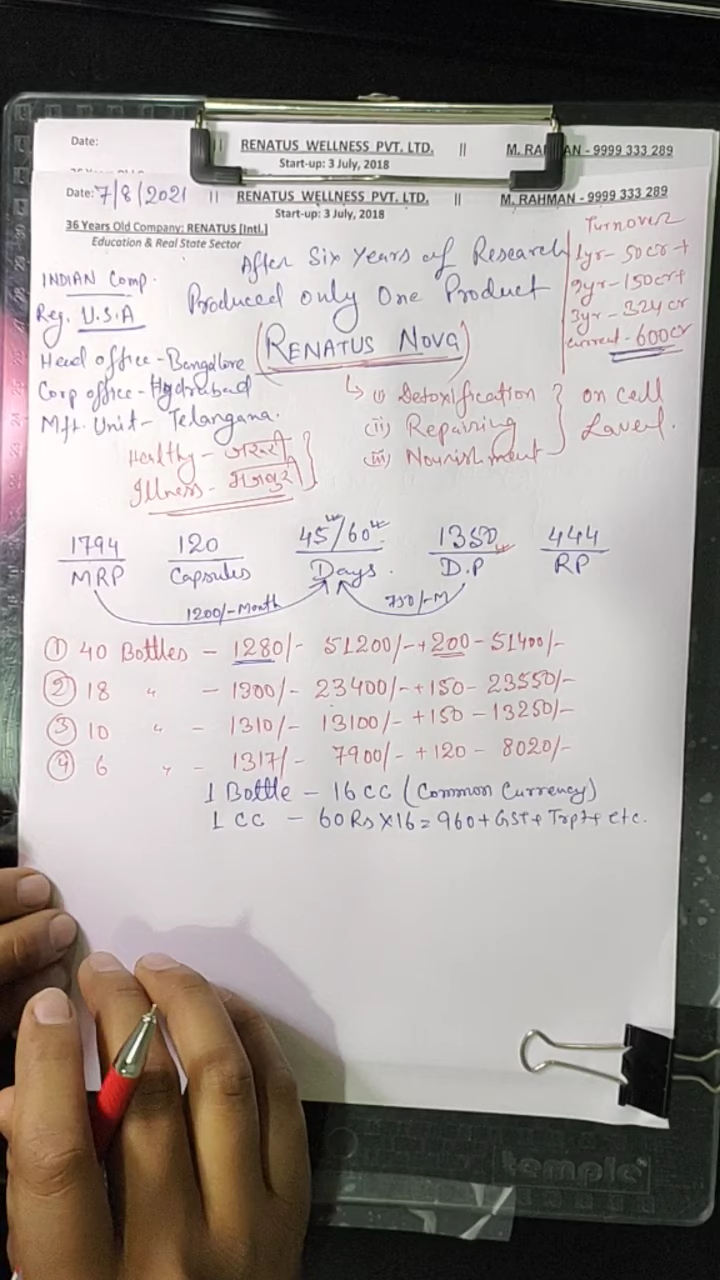 Date: || RENATUS WELLNESS PVT. LTD. || M. RAHMAN - 9999 333 289
Start-up: 3 July, 2018
Date: 7/8/2021 || RENATUS WELLNESS PVT. LTD. || M. RAHMAN - 9999 333 289
Start-up: 3 July, 2018
36 Years Old Company: RENATUS [Intl.]
Education & Real State Sector
Turnover
1yr - 50cr +
2yr - 150cr+
3yr - 324 cr
current - 600cr
After Six Years of Research
Produced only One Product
INDIAN Comp.
Reg. U.S.A
(RENATUS NOVA)
Head office - Bangalore
Corp office - Hydrabad
Mft. Unit - Telangana.
(i) Detoxification
(ii) Repairing
(iii) Nourishment
on cell
Lavel.
Healthy - जरूरी
Illness - मजबूरी
1794 120 45/60 1350 444
MRP Capsules Days. D.P RP
1200/-Month 750/-M
① 40 Bottles - 1280/- 51200/-+200- 51400/-
② 18 " - 1300/- 23400/-+150- 23550/-
③ 10 " - 1310/- 13100/- +150 - 13250/-
④ 6 " - 1317/- 7900/- +120 - 8020/-
1 Bottle - 16 CC (Common Currency)
1 CC - 60 Rs X 16 = 960 + GST + Trpt + etc.
temple